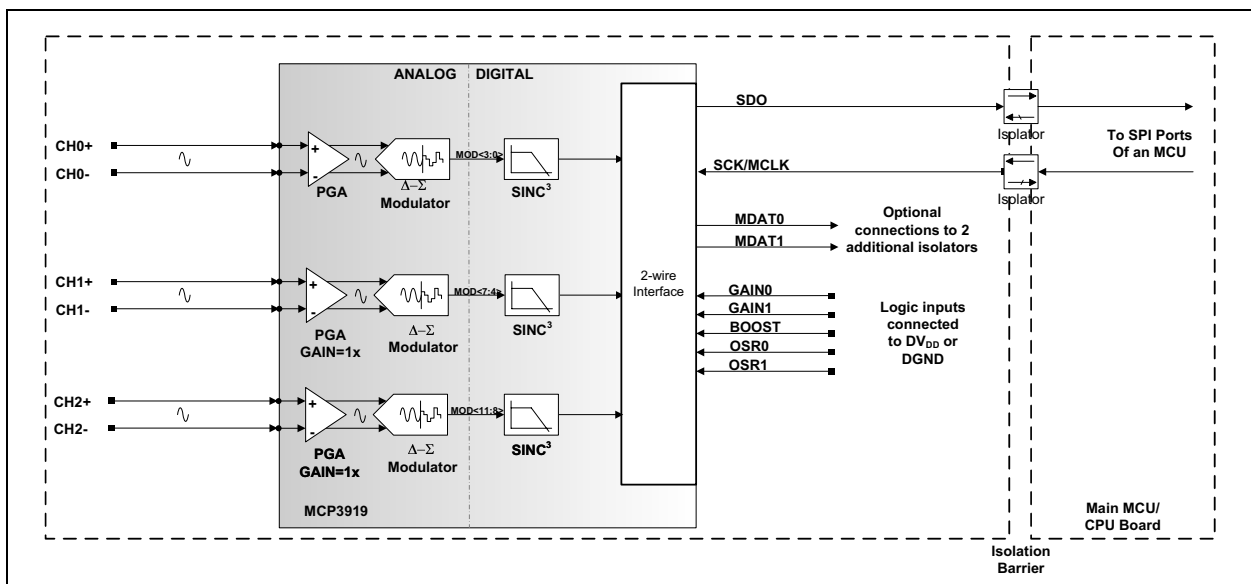 ANALOG DIGITAL
CH0+
CH0-
+
-
PGA
Δ–Σ
Modulator
MOD<3:0>
SINC3
CH1+
CH1-
+
-
PGA
GAIN=1x
Δ–Σ
Modulator
MOD<7:4>
SINC3
CH2+
CH2-
+
-
PGA
GAIN=1x
Δ–Σ
Modulator
MOD<11:8>
SINC3
MCP3919
2-wire
Interface
SDO
SCK/MCLK
MDAT0
MDAT1
Optional
connections to 2
additional isolators
GAIN0
GAIN1
BOOST
OSR0
OSR1
Logic inputs
connected
to DVDD or
DGND
Isolator
Isolator
To SPI Ports
Of an MCU
Main MCU/
CPU Board
Isolation
Barrier